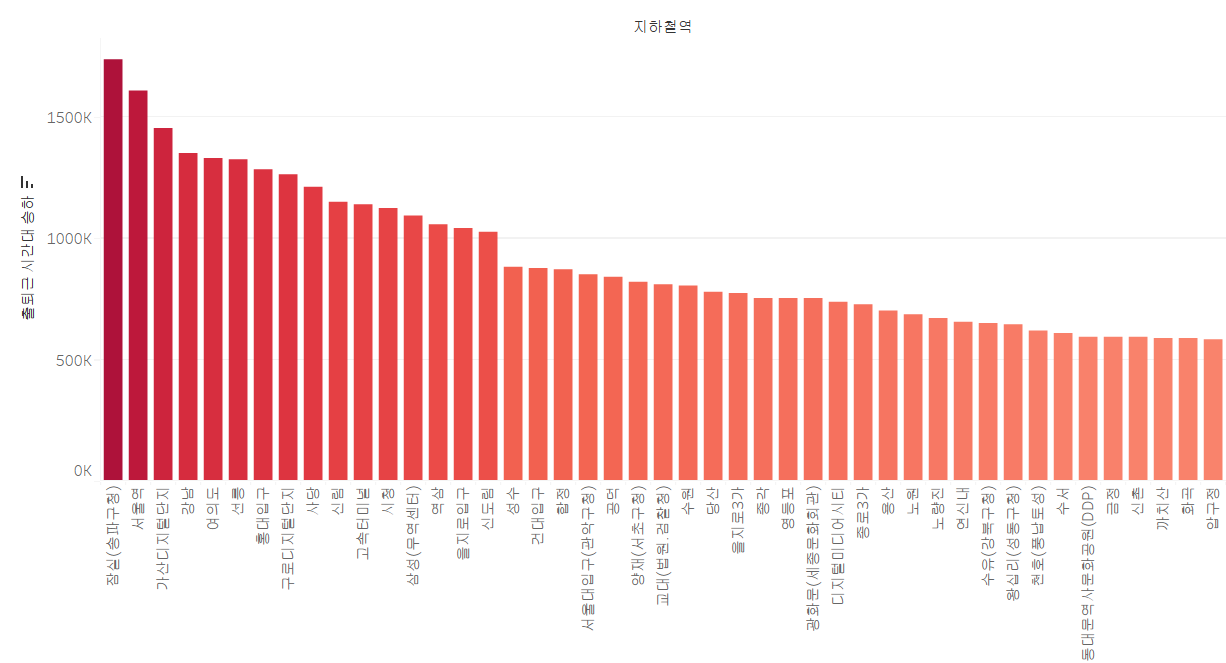 지하철역
출퇴근 시간대 승하
1500K
1000K
500K
0K
잠실(송파구청)
서울역
가산디지털단지
강남
여의도
선릉
홍대입구
구로디지털단지
사당
신림
고속터미널
시청
삼성(무역센터)
역삼
을지로입구
신도림
성수
건대입구
합정
서울대입구(관악구청)
공덕
양재(서초구청)
교대(법원.검찰청)
수원
당산
을지로3가
종각
영등포
광화문(세종문화회관)
디지털미디어시티
종로3가
용산
노원
노량진
연신내
수유(강북구청)
왕십리(성동구청)
천호(풍납토성)
수서
동대문역사문화공원(DDP)
금정
신촌
까치산
화곡
압구정